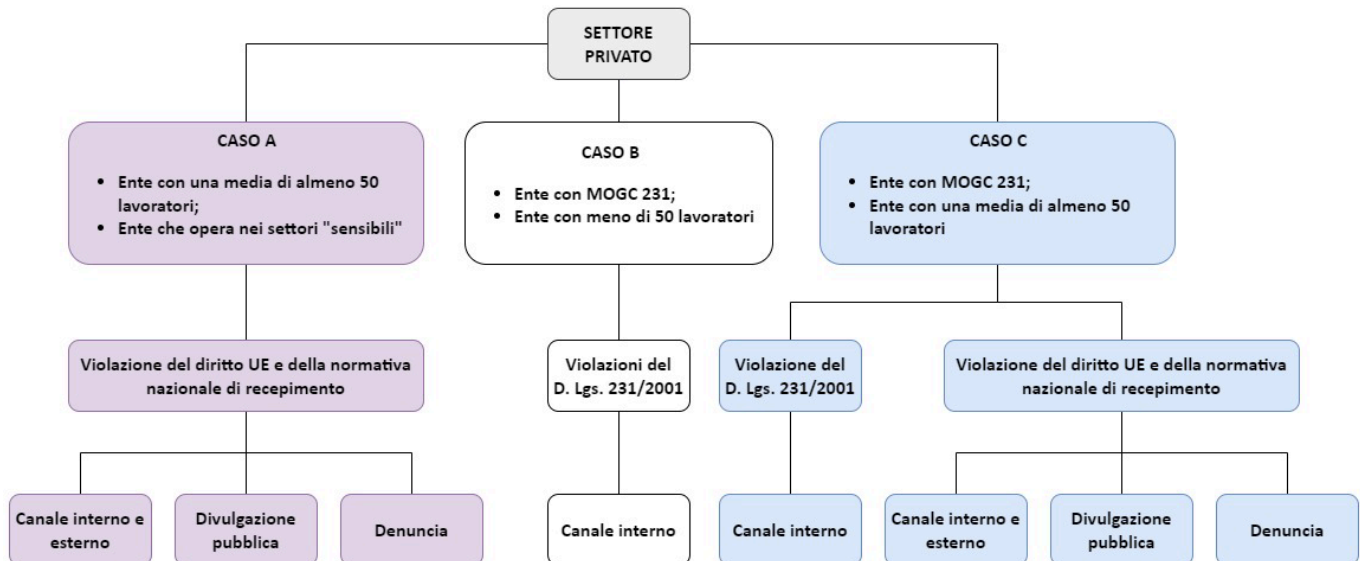 SETTORE
PRIVATO
CASO A
• Ente con una media di almeno 50
lavoratori;
• Ente che opera nei settori "sensibili"
CASO B
• Ente con MOGC 231;
• Ente con meno di 50 lavoratori
CASO C
• Ente con MOGC 231;
• Ente con una media di almeno 50
lavoratori
Violazione del diritto UE e della normativa
nazionale di recepimento
Violazioni del
D. Lgs. 231/2001
Violazione del
D. Lgs. 231/2001
Violazione del diritto UE e della normativa
nazionale di recepimento
Canale interno e
esterno
Divulgazione
pubblica
Denuncia
Canale interno
Canale interno
Canale interno e
esterno
Divulgazione
pubblica
Denuncia